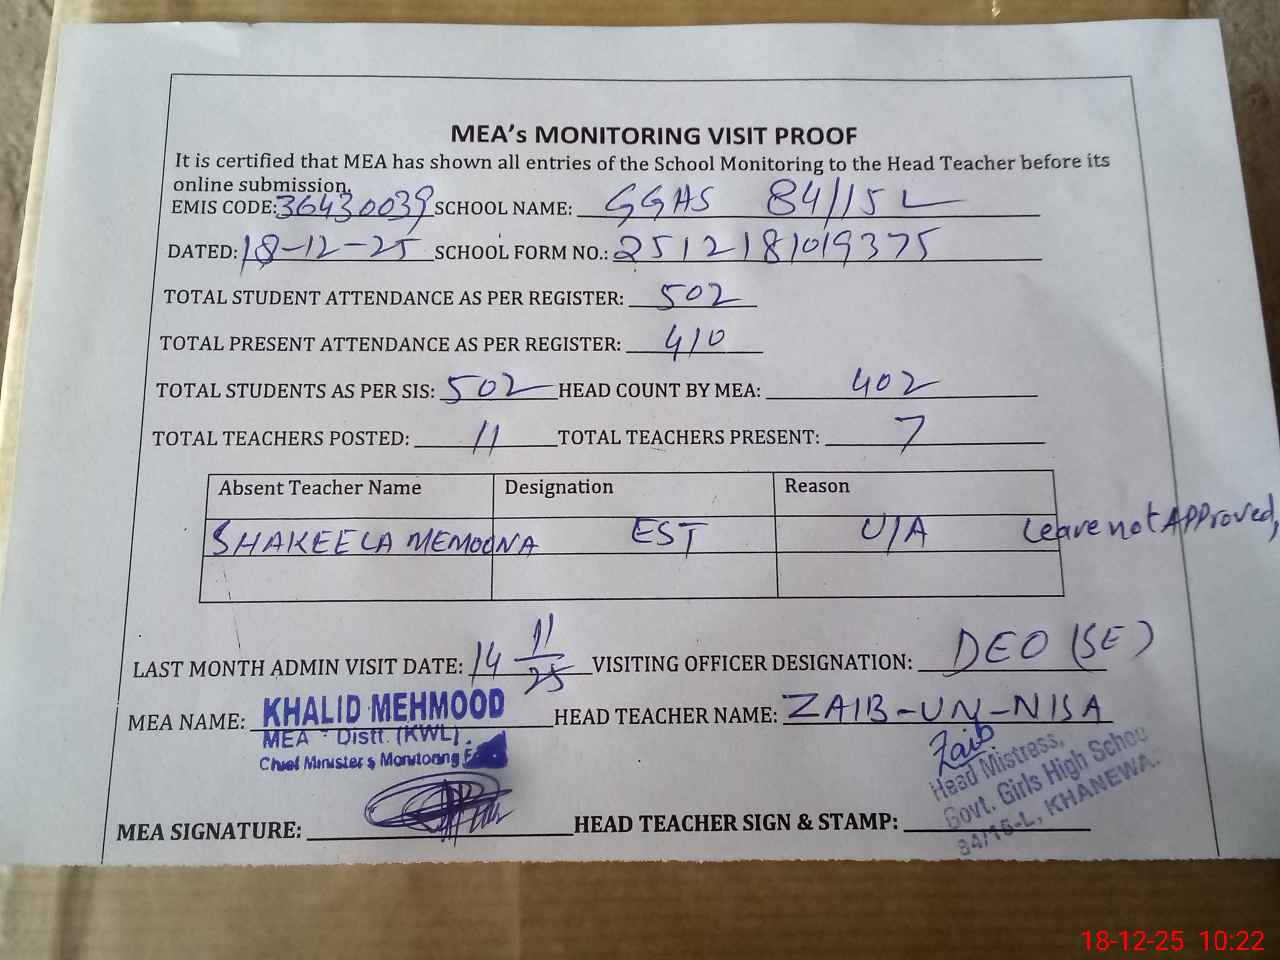 MEA's MONITORING VISIT PROOF
It is certified that MEA has shown all entries of the School Monitoring to the Head Teacher before its
online submission.
EMIS CODE: 36430039 SCHOOL NAME: GGHS 84/15L
DATED: 18-12-25 SCHOOL FORM NO.: 2512181019375
TOTAL STUDENT ATTENDANCE AS PER REGISTER: 502
TOTAL PRESENT ATTENDANCE AS PER REGISTER: 410
TOTAL STUDENTS AS PER SIS: 502 HEAD COUNT BY MEA: 402
TOTAL TEACHERS POSTED: 11 TOTAL TEACHERS PRESENT: 7
Absent Teacher Name Designation Reason
SHAKEELA MEMOONA EST U/A Leave not APProved,
LAST MONTH ADMIN VISIT DATE: 14 11/25 VISITING OFFICER DESIGNATION: DEO (SE)
MEA NAME: KHALID MEHMOOD HEAD TEACHER NAME: ZAIB-UN-NISA
MEA Distt. (KWL).
Chief Minister's Monitoring
Zaib
Head Mistress,
Govt. Girls High School
84/15-L, KHANEWAL
MEA SIGNATURE: HEAD TEACHER SIGN & STAMP:
18-12-25 10:22